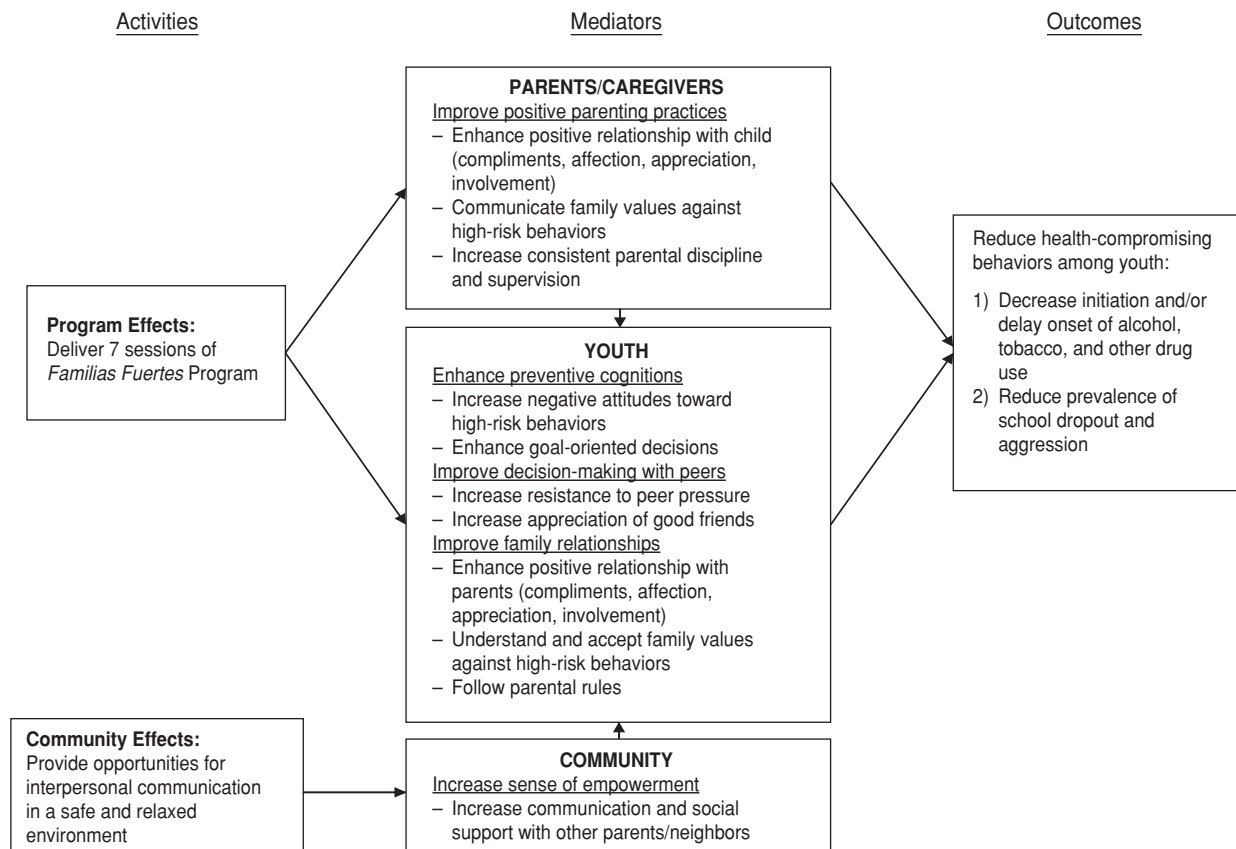 Activities
Mediators
Outcomes
PARENTS/CAREGIVERS
Improve positive parenting practices
– Enhance positive relationship with child
(compliments, affection, appreciation,
involvement)
– Communicate family values against
high-risk behaviors
– Increase consistent parental discipline
and supervision
Program Effects:
Deliver 7 sessions of
Familias Fuertes Program
YOUTH
Enhance preventive cognitions
– Increase negative attitudes toward
high-risk behaviors
– Enhance goal-oriented decisions
Improve decision-making with peers
– Increase resistance to peer pressure
– Increase appreciation of good friends
Improve family relationships
– Enhance positive relationship with
parents (compliments, affection,
appreciation, involvement)
– Understand and accept family values
against high-risk behaviors
– Follow parental rules
Reduce health-compromising
behaviors among youth:
1) Decrease initiation and/or
delay onset of alcohol,
tobacco, and other drug
use
2) Reduce prevalence of
school dropout and
aggression
Community Effects:
Provide opportunities for
interpersonal communication
in a safe and relaxed
environment
COMMUNITY
Increase sense of empowerment
– Increase communication and social
support with other parents/neighbors